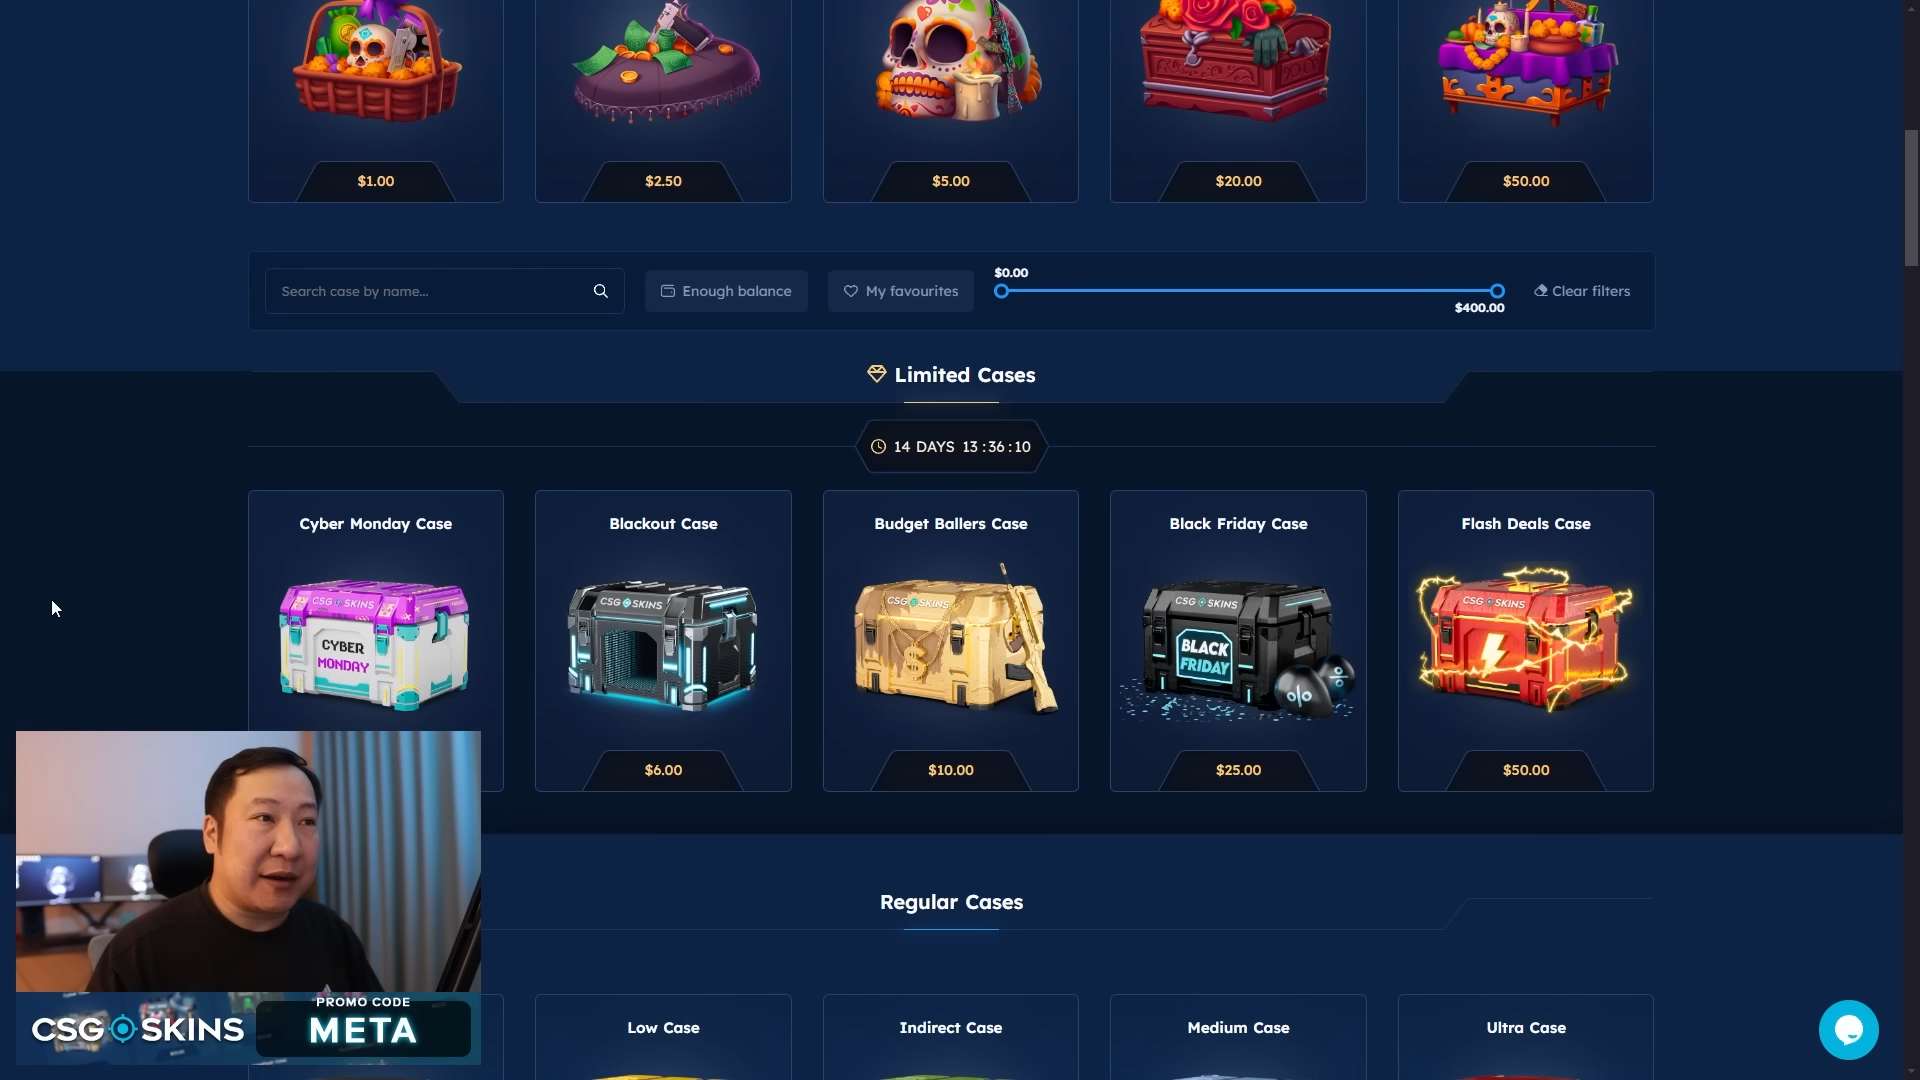 $1.00
$2.50
$5.00
$20.00
$50.00
Search case by name...
Enough balance
My favourites
$0.00
$400.00
Clear filters
Limited Cases
14 DAYS 13 : 36 : 10
Cyber Monday Case
Blackout Case
Budget Ballers Case
Black Friday Case
Flash Deals Case
CSG SKINS
CYBER
MONDAY
CSG SKINS
CSG SKINS
$
CSG SKINS
BLACK
FRIDAY
%
%
CSG SKINS
$6.00
$10.00
$25.00
$50.00
Regular Cases
PROMO CODE
CSG SKINS
META
Low Case
Indirect Case
Medium Case
Ultra Case